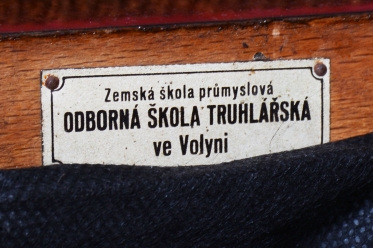 Zemská škola průmyslová
ODBORNÁ ŠKOLA TRUHLÁŘSKÁ
ve Volyni